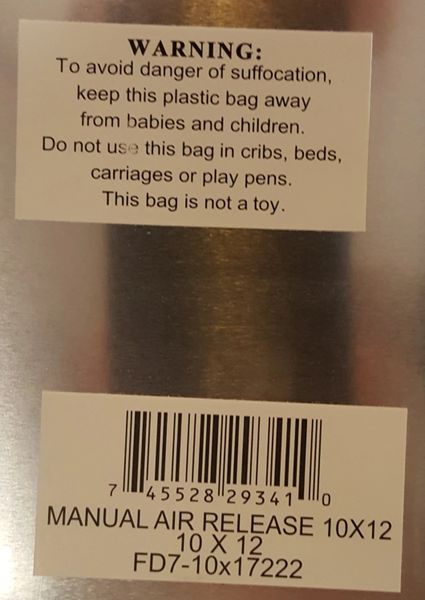 WARNING:
To avoid danger of suffocation,
keep this plastic bag away
from babies and children.
Do not use this bag in cribs, beds,
carriages or play pens.
This bag is not a toy.
7 45528 29341 0
MANUAL AIR RELEASE 10X12
10 X 12
FD7-10x17222